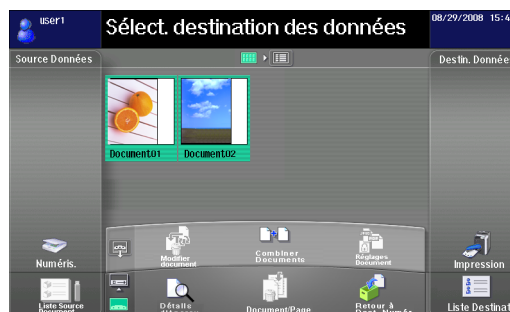 user1
Sélect. destination des données
08/29/2008 15:4
Source Données
Destin. Donnée
Document01
Document02
Numéris.
Modifier
document
Combiner
Documents
Réglages
Document
Impression
Liste Source
Document
Détails
Document/Page
Retour à
Liste Destinat